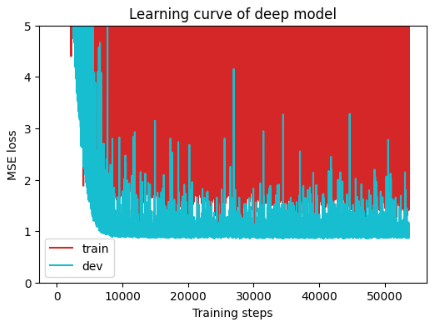 Learning curve of deep model
5
4
3
2
1
0
MSE loss
train
dev
0 10000 20000 30000 40000 50000
Training steps